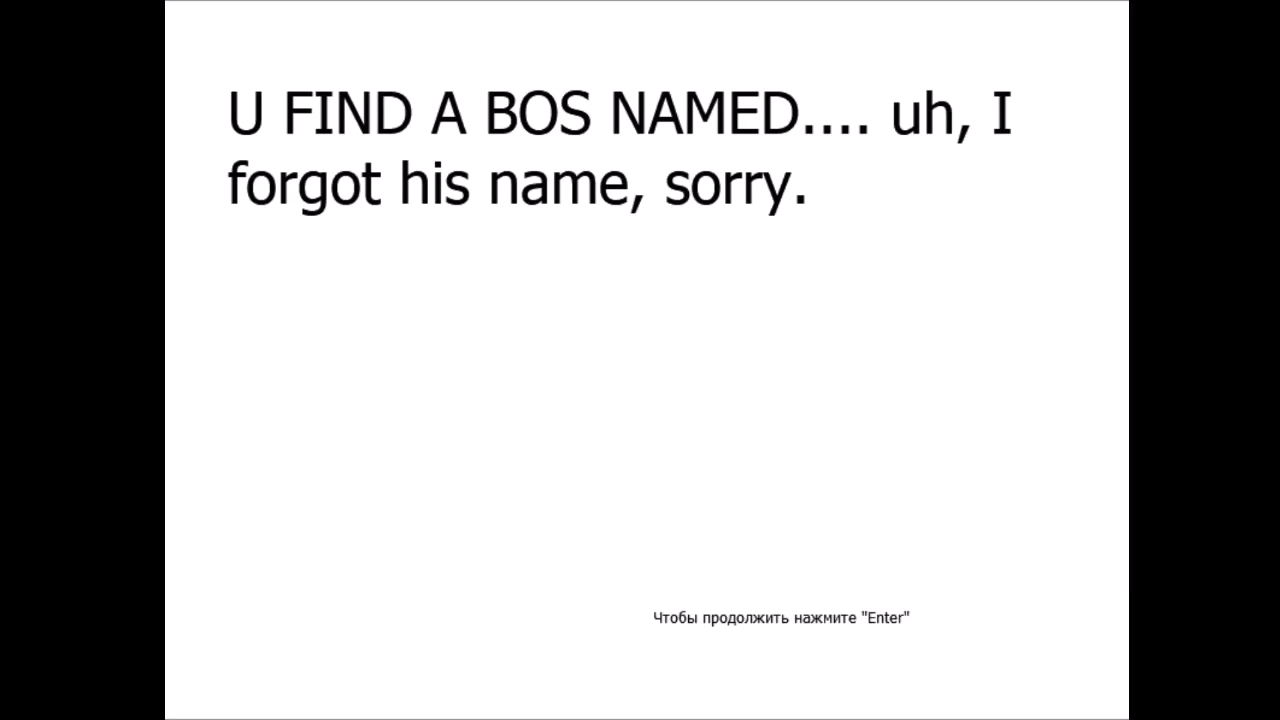 U FIND A BOS NAMED.... uh, I
forgot his name, sorry.
Чтобы продолжить нажмите "Enter"